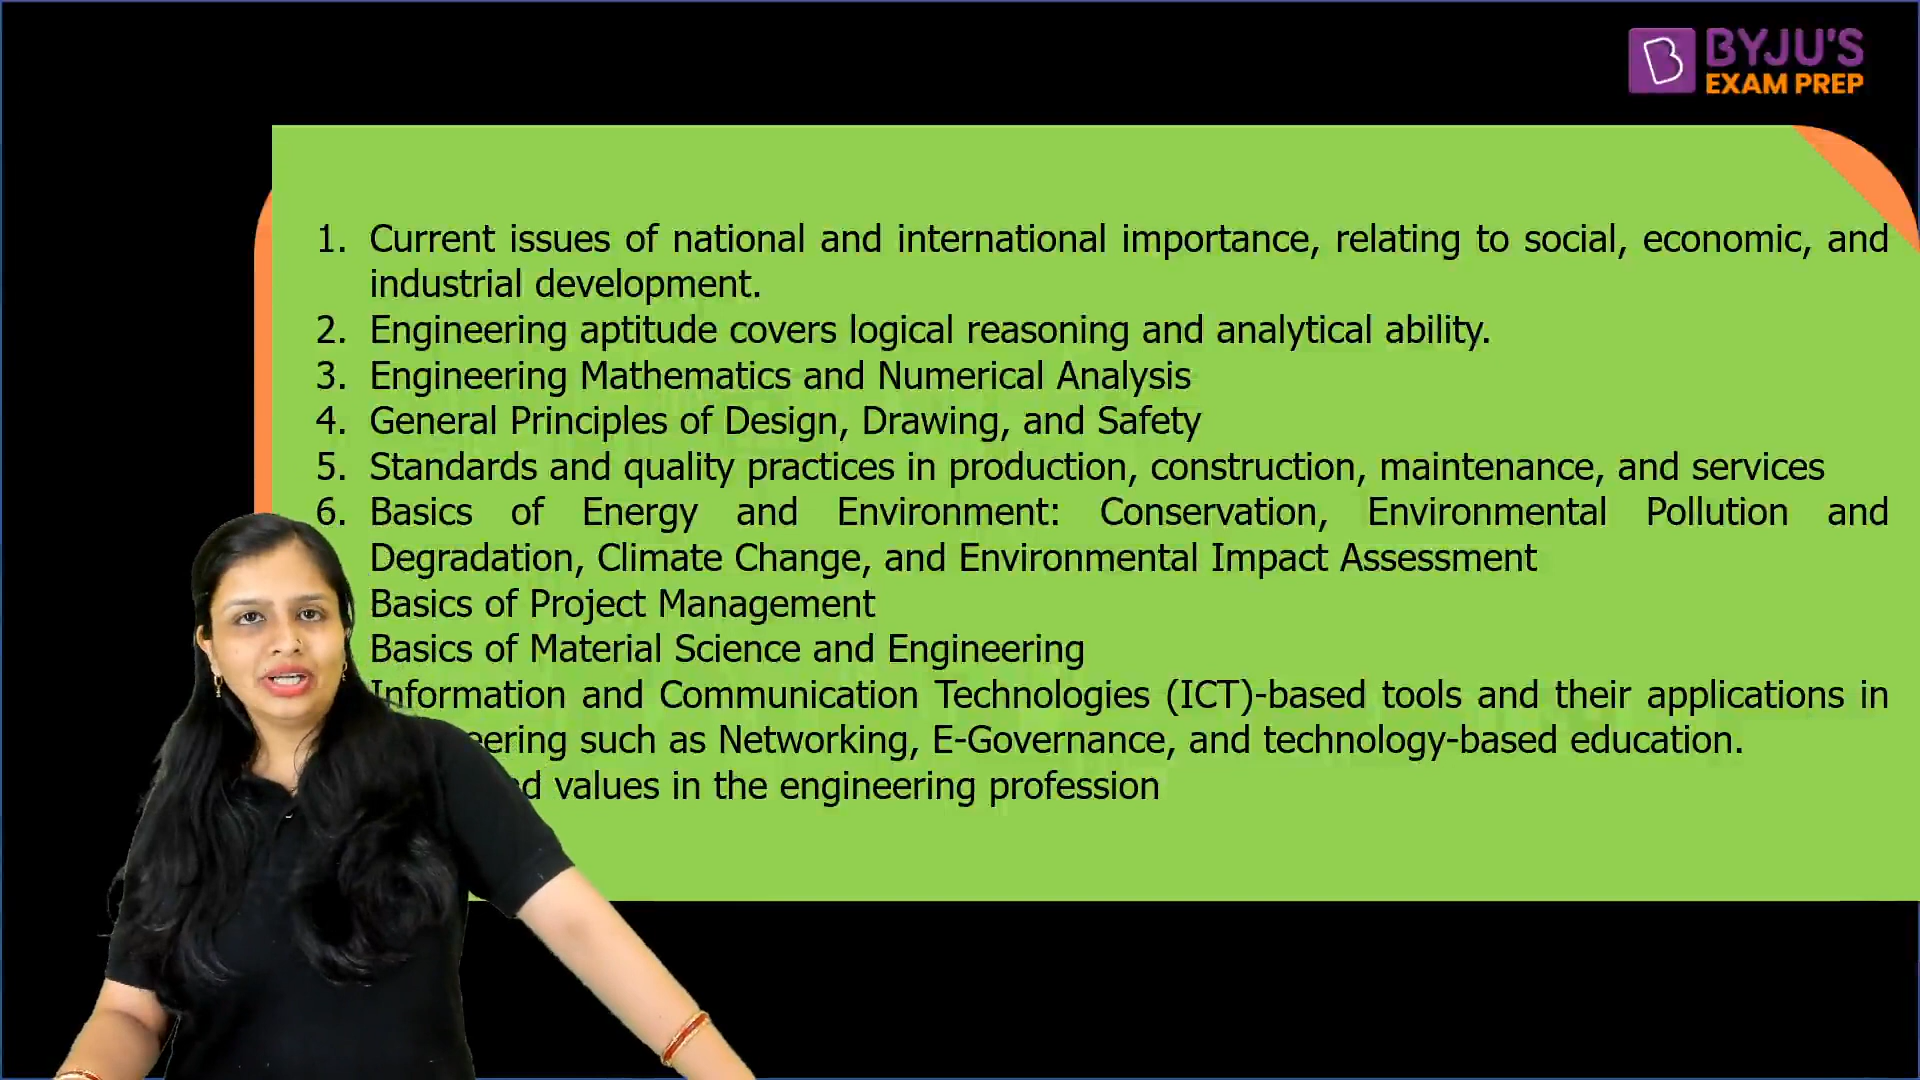 BYJU'S
EXAM PREP
1. Current issues of national and international importance, relating to social, economic, and
industrial development.
2. Engineering aptitude covers logical reasoning and analytical ability.
3. Engineering Mathematics and Numerical Analysis
4. General Principles of Design, Drawing, and Safety
5. Standards and quality practices in production, construction, maintenance, and services
6. Basics of Energy and Environment: Conservation, Environmental Pollution and
Degradation, Climate Change, and Environmental Impact Assessment
Basics of Project Management
Basics of Material Science and Engineering
Information and Communication Technologies (ICT)-based tools and their applications in
such as Networking, E-Governance, and technology-based education.
values in the engineering profession